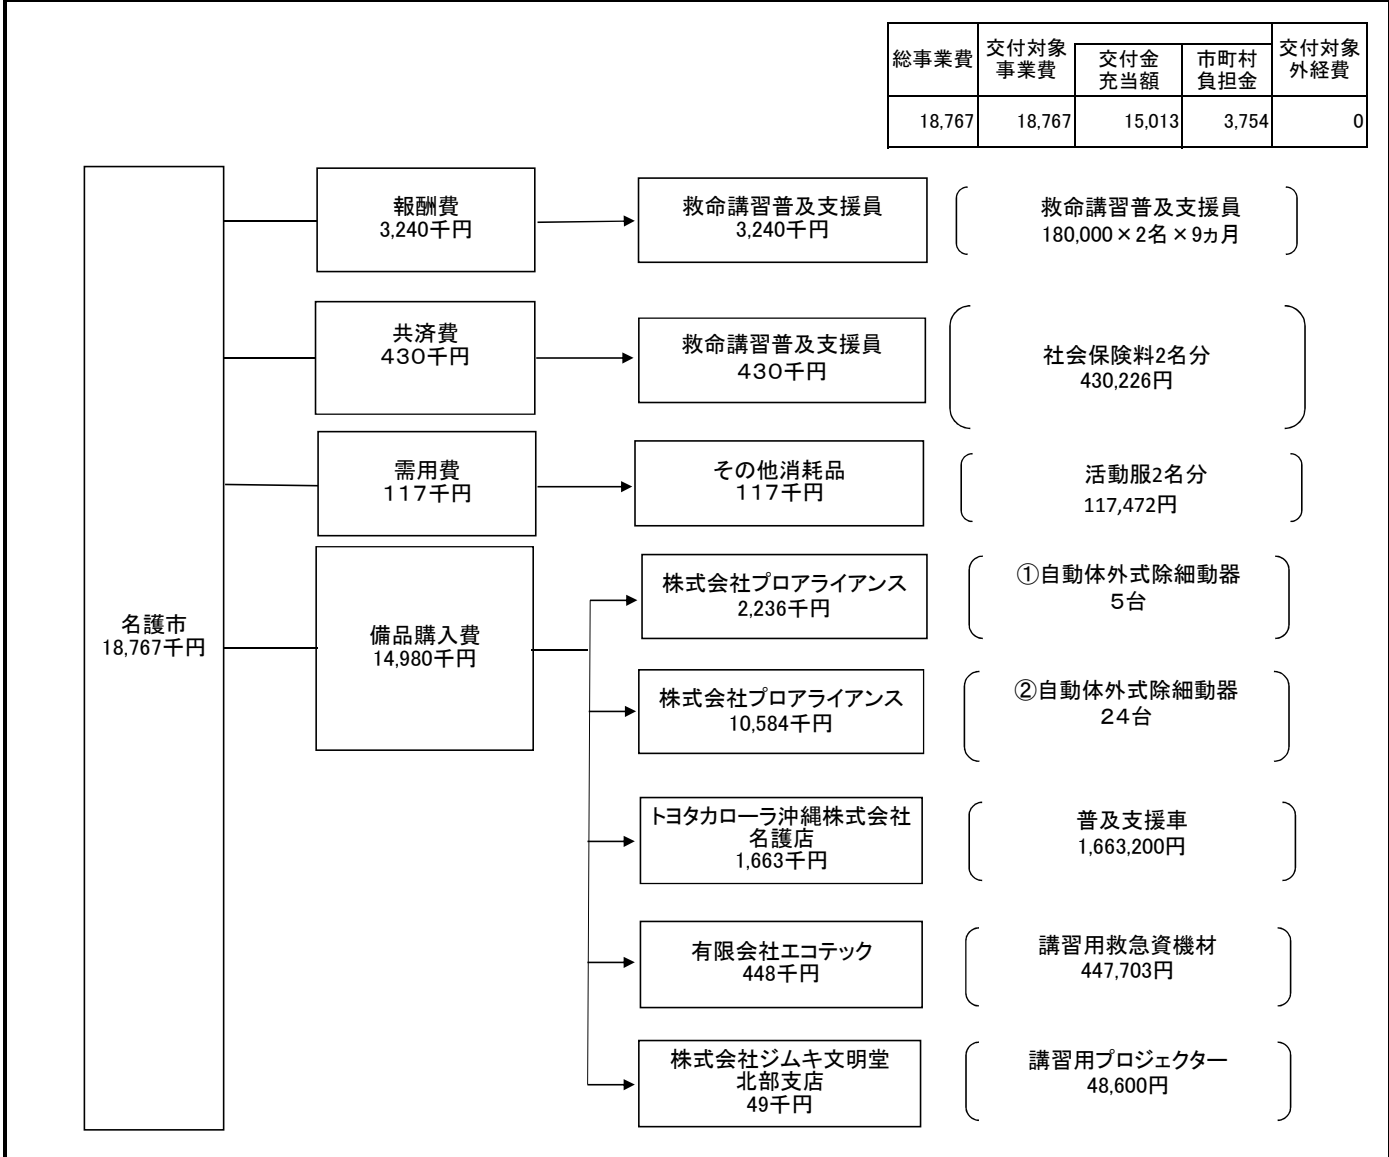 総事業費
交付対象
事業費
交付金
充当額
市町村
負担金
交付対象
外経費
18,767
18,767
15,013
3,754
0
名護市
18,767千円
報酬費
3,240千円
救命講習普及支援員
3,240千円
救命講習普及支援員
180,000×2名×9ヵ月
共済費
430千円
救命講習普及支援員
430千円
社会保険料2名分
430,226円
需用費
117千円
その他消耗品
117千円
活動服2名分
117,472円
備品購入費
14,980千円
株式会社プロアライアンス
2,236千円
①自動体外式除細動器
5台
株式会社プロアライアンス
10,584千円
②自動体外式除細動器
24台
トヨタカローラ沖縄株式会社
名護店
1,663千円
普及支援車
1,663,200円
有限会社エコテック
448千円
講習用救急資機材
447,703円
株式会社ジムキ文明堂
北部支店
49千円
講習用プロジェクター
48,600円